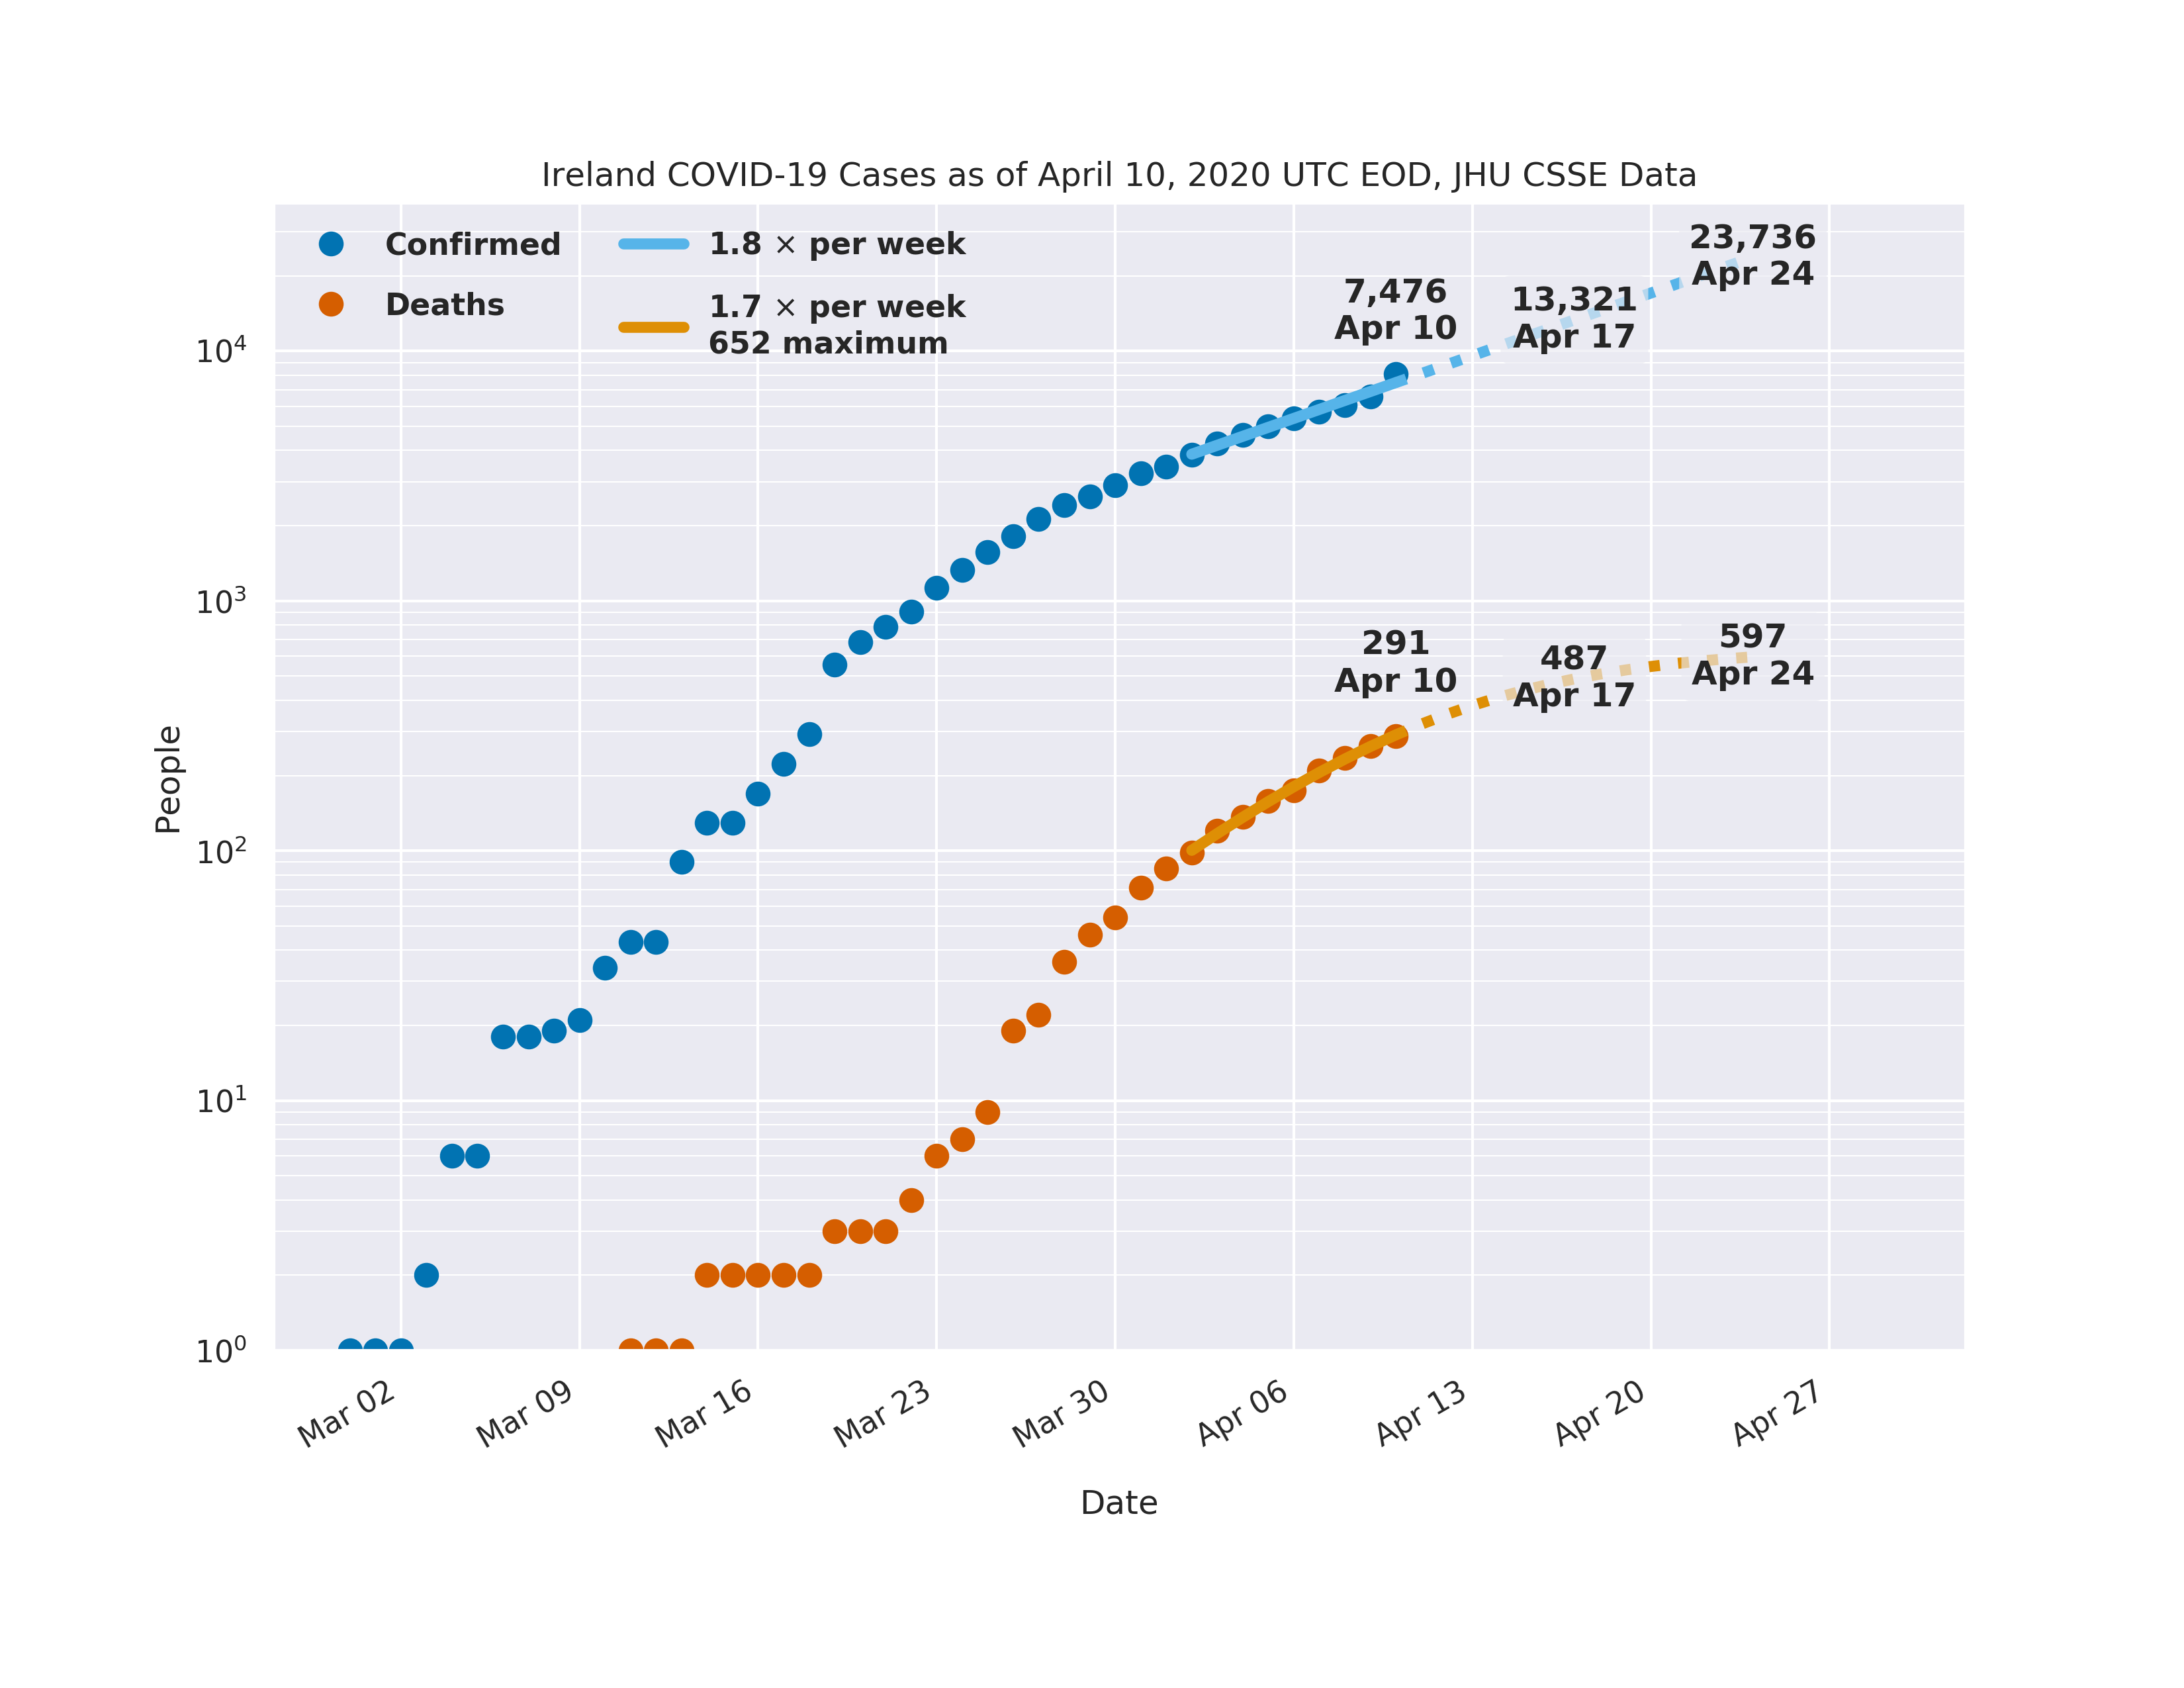 Ireland COVID-19 Cases as of April 10, 2020 UTC EOD, JHU CSSE Data
Confirmed
Deaths
1.8 × per week
1.7 × per week
652 maximum
7,476
Apr 10
13,321
Apr 17
23,736
Apr 24
291
Apr 10
487
Apr 17
597
Apr 24
People
10⁴
10³
10²
10¹
10⁰
Mar 02
Mar 09
Mar 16
Mar 23
Mar 30
Apr 06
Apr 13
Apr 20
Apr 27
Date